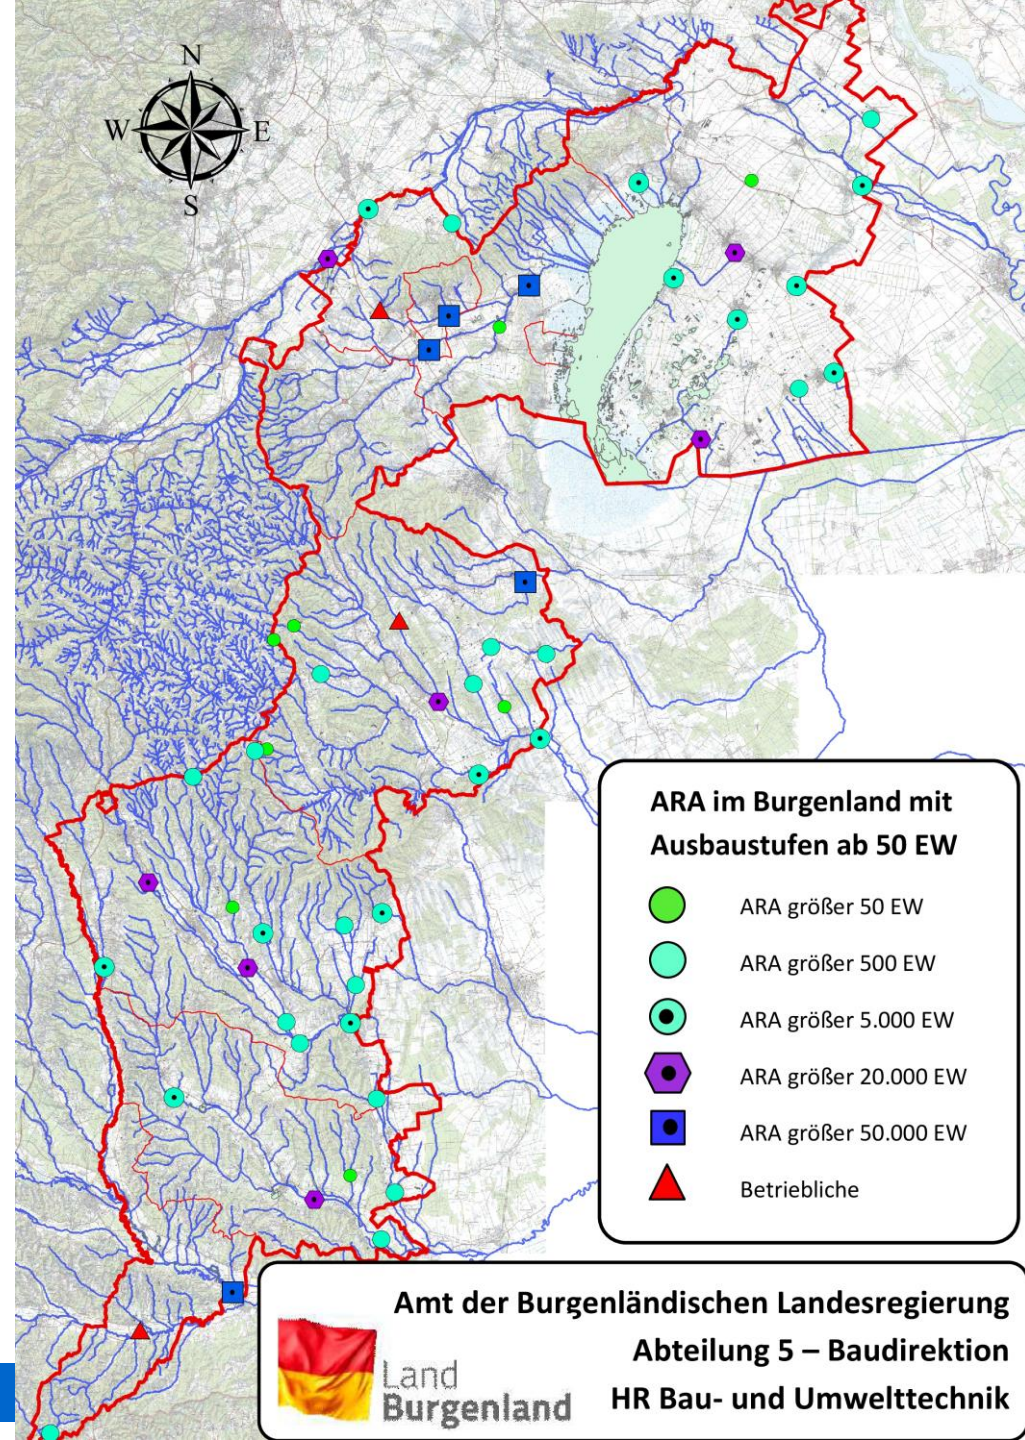 N
W
E
S
ARA im Burgenland mit
Ausbaustufen ab 50 EW
ARA größer 50 EW
ARA größer 500 EW
ARA größer 5.000 EW
ARA größer 20.000 EW
ARA größer 50.000 EW
Betriebliche
Amt der Burgenländischen Landesregierung
Abteilung 5 – Baudirektion
HR Bau- und Umwelttechnik
Land
Burgenland